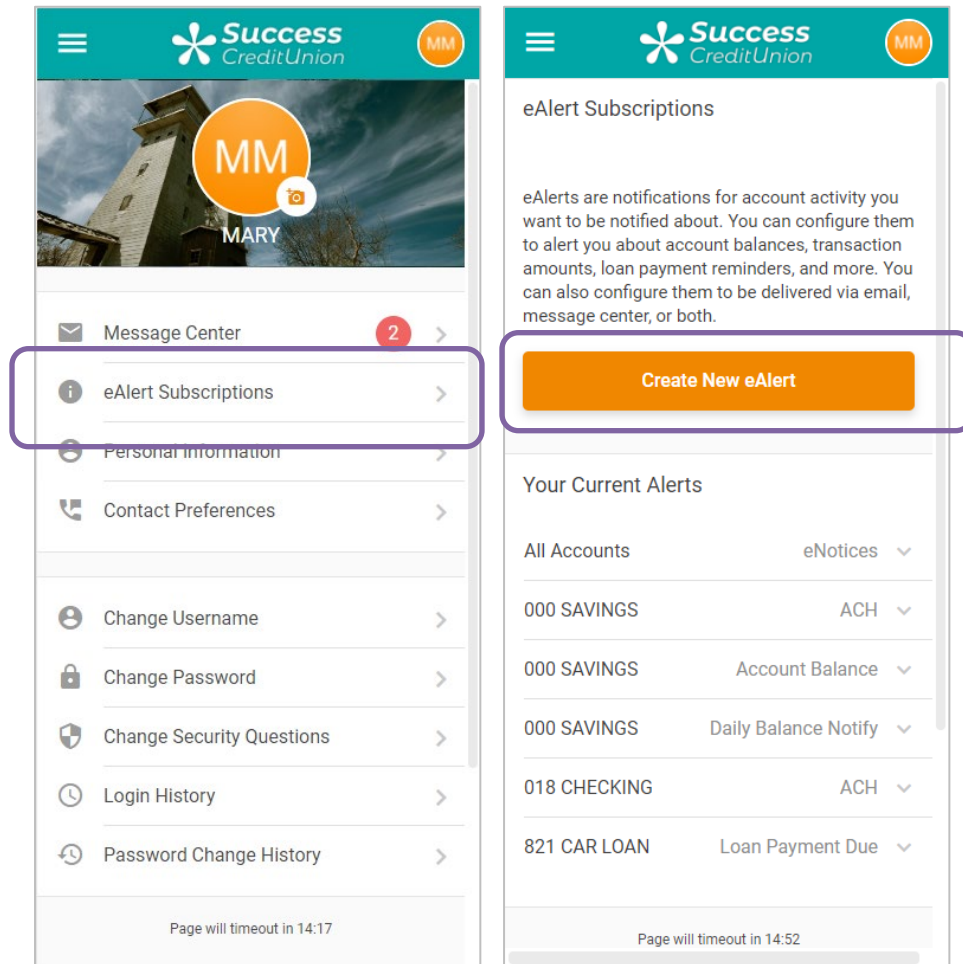 Success
CreditUnion
MM
MM
MARY
Message Center 2
eAlert Subscriptions
Personal Information
Contact Preferences
Change Username
Change Password
Change Security Questions
Login History
Password Change History
Page will timeout in 14:17
Success
CreditUnion
MM
eAlert Subscriptions
eAlerts are notifications for account activity you
want to be notified about. You can configure them
to alert you about account balances, transaction
amounts, loan payment reminders, and more. You
can also configure them to be delivered via email,
message center, or both.
Create New eAlert
Your Current Alerts
All Accounts eNotices
000 SAVINGS ACH
000 SAVINGS Account Balance
000 SAVINGS Daily Balance Notify
018 CHECKING ACH
821 CAR LOAN Loan Payment Due
Page will timeout in 14:52